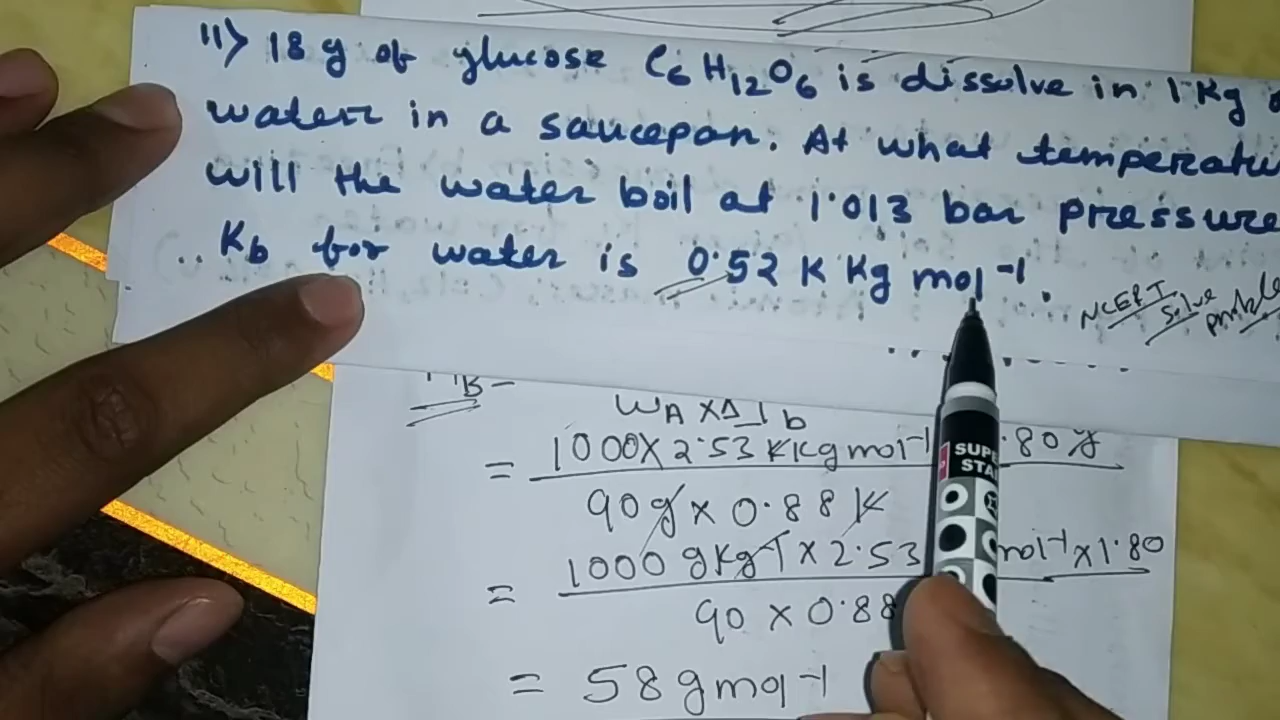 11> 18 g of glucose C₆H₁₂O₆ is dissolve in 1 Kg
water in a saucepan. At what
will the water boil at 1.013 bar pressure
Kb for water is 0.52 K Kg mol⁻¹.
NCERT
Solve
WA × ΔTb
= 1000 × 2.53 K Kg mol⁻¹ .80 g
90 g × 0.88 K
= 1000 g Kg⁻¹ × 2.53 mol⁻¹ × 1.80
90 × 0.88
= 58 g mol⁻¹
SUPE
STA